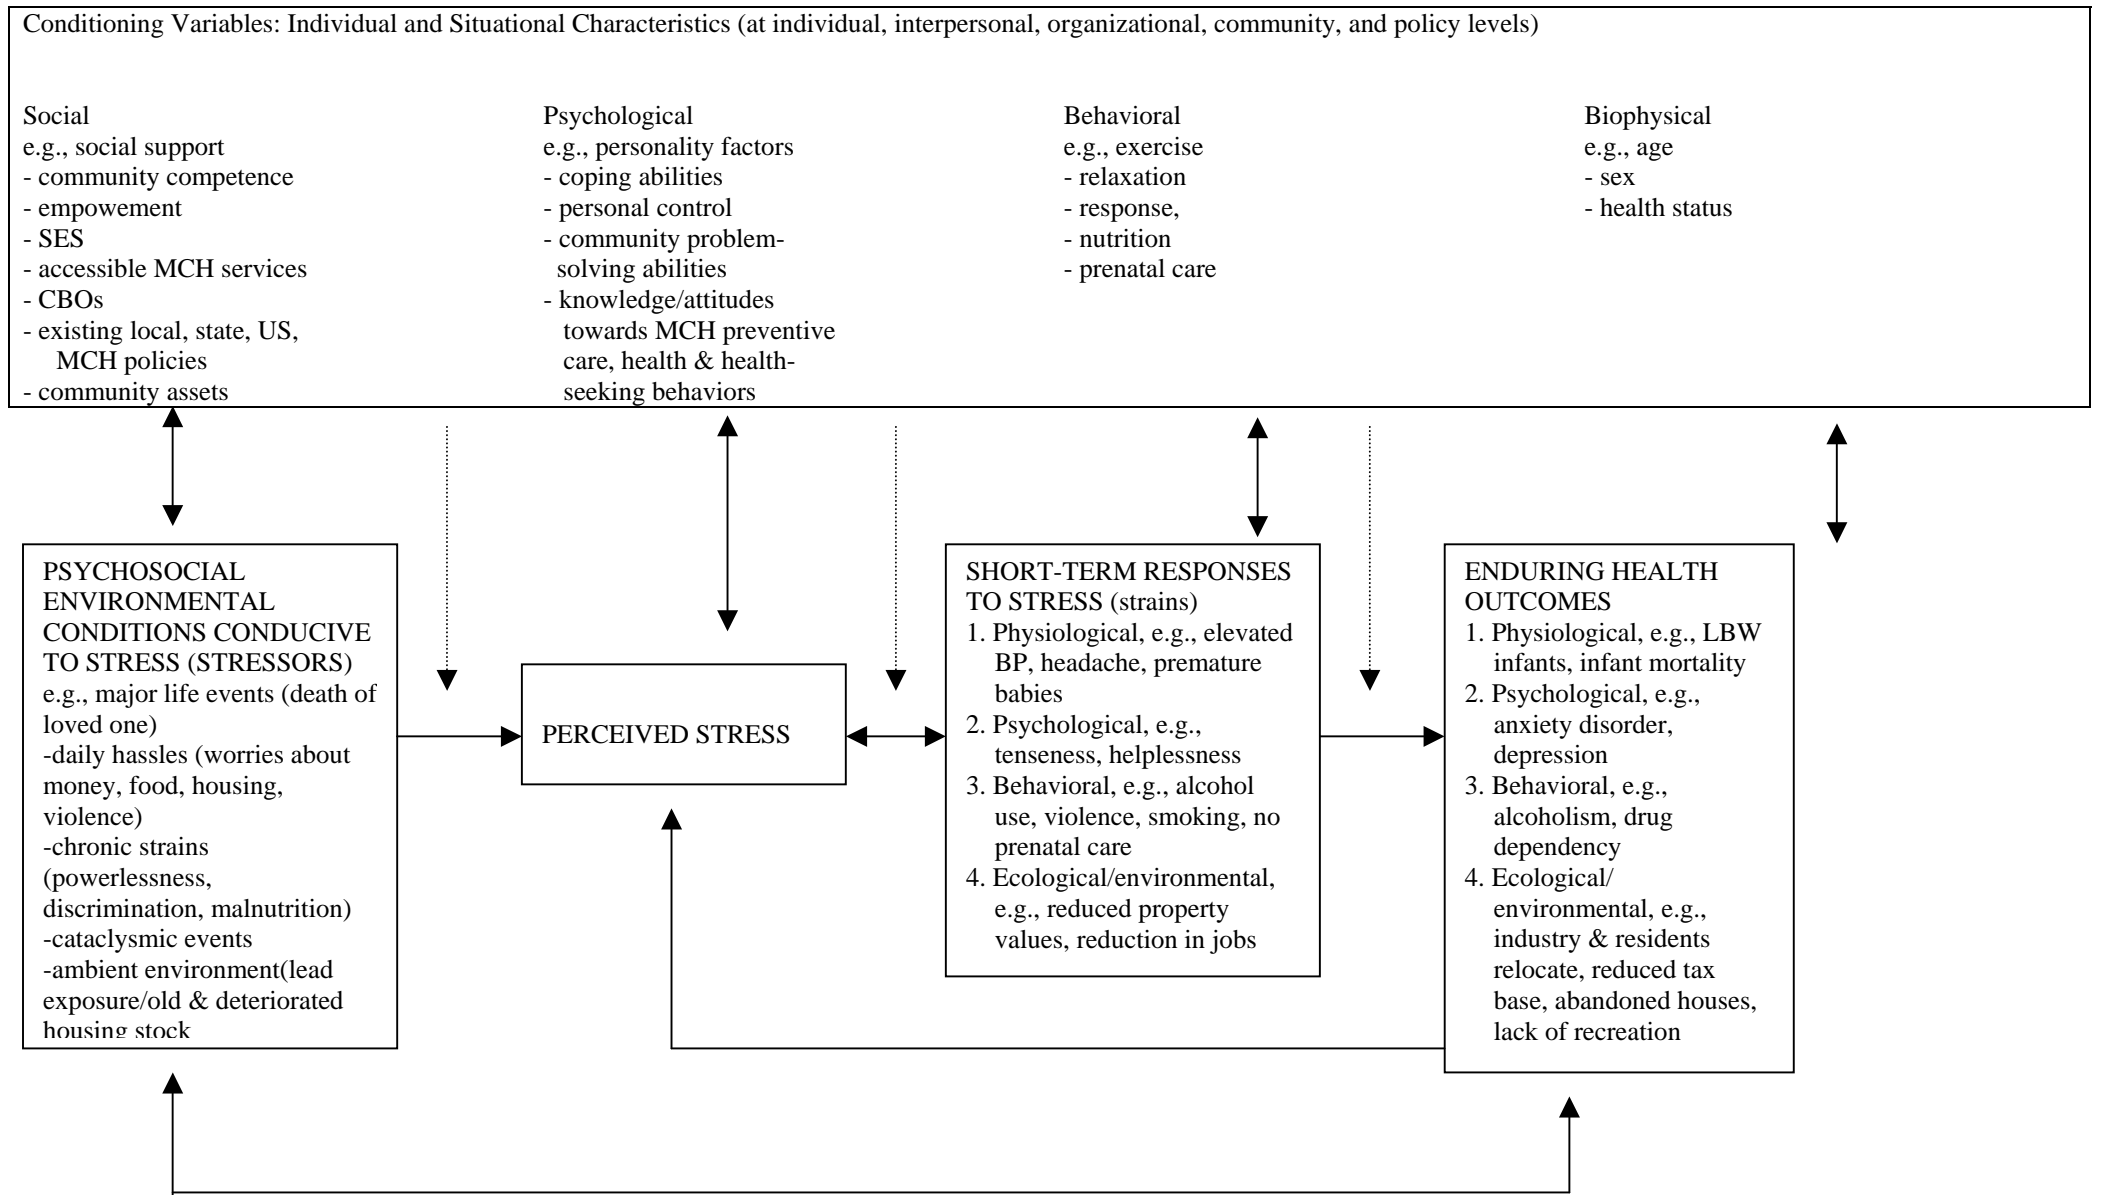 Conditioning Variables: Individual and Situational Characteristics (at individual, interpersonal, organizational, community, and policy levels)
Social
e.g., social support
- community competence
- empowement
- SES
- accessible MCH services
- CBOs
- existing local, state, US,
MCH policies
- community assets
Psychological
e.g., personality factors
- coping abilities
- personal control
- community problem-
solving abilities
- knowledge/attitudes
towards MCH preventive
care, health & health-
seeking behaviors
Behavioral
e.g., exercise
- relaxation
- response,
- nutrition
- prenatal care
Biophysical
e.g., age
- sex
- health status
PSYCHOSOCIAL
ENVIRONMENTAL
CONDITIONS CONDUCIVE
TO STRESS (STRESSORS)
e.g., major life events (death of
loved one)
-daily hassles (worries about
money, food, housing,
violence)
-chronic strains
(powerlessness,
discrimination, malnutrition)
-cataclysmic events
-ambient environment(lead
exposure/old & deteriorated
housing stock
PERCEIVED STRESS
SHORT-TERM RESPONSES
TO STRESS (strains)
1. Physiological, e.g., elevated
BP, headache, premature
babies
2. Psychological, e.g.,
tenseness, helplessness
3. Behavioral, e.g., alcohol
use, violence, smoking, no
prenatal care
4. Ecological/environmental,
e.g., reduced property
values, reduction in jobs
ENDURING HEALTH
OUTCOMES
1. Physiological, e.g., LBW
infants, infant mortality
2. Psychological, e.g.,
anxiety disorder,
depression
3. Behavioral, e.g.,
alcoholism, drug
dependency
4. Ecological/
environmental, e.g.,
industry & residents
relocate, reduced tax
base, abandoned houses,
lack of recreation